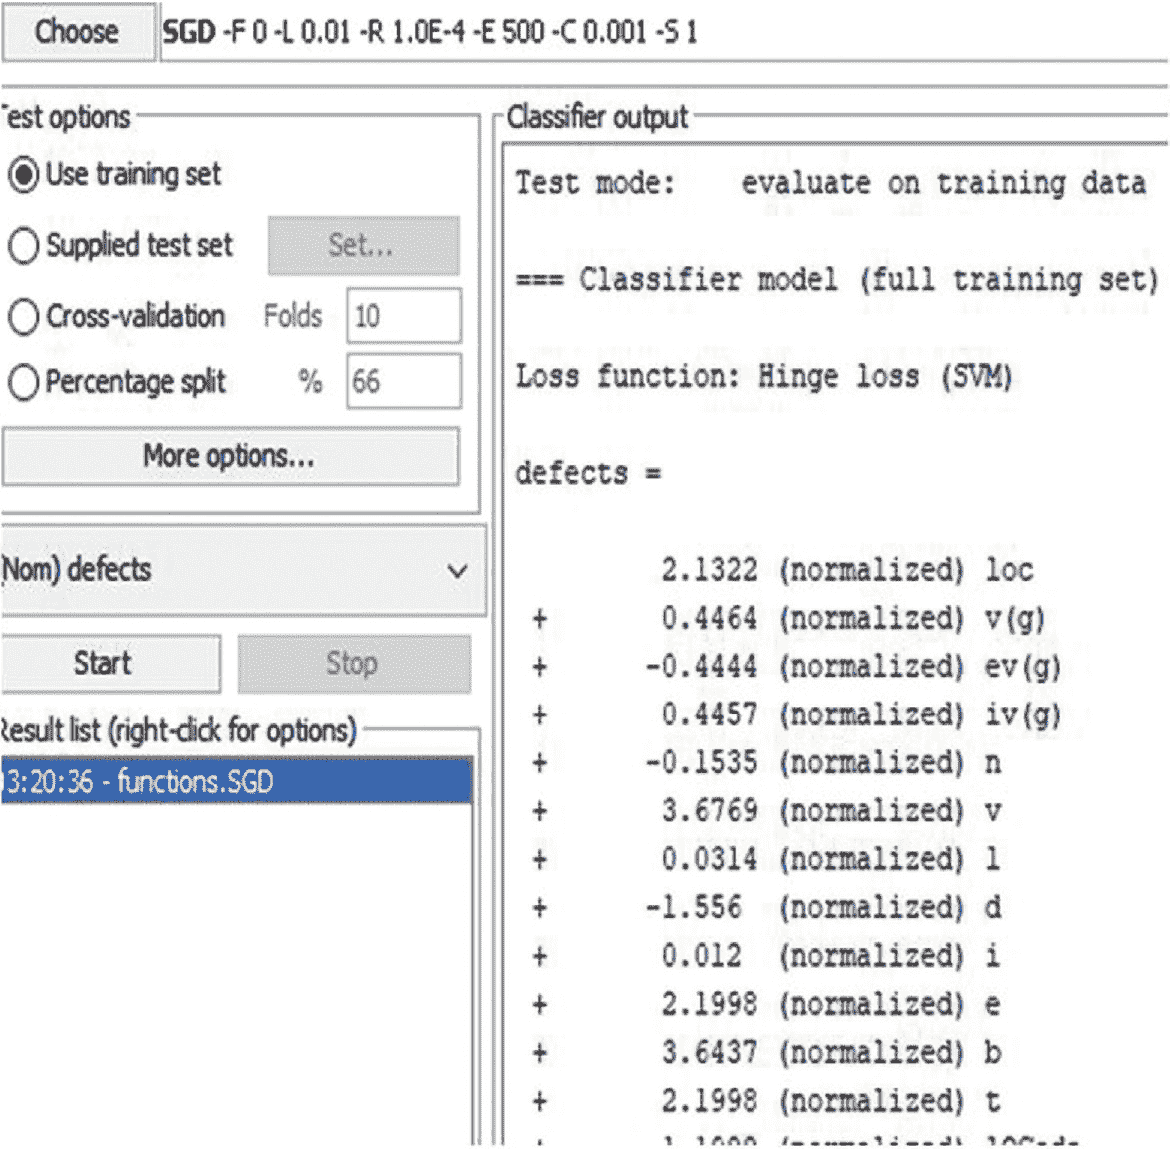 Choose SGD -F 0 -L 0.01 -R 1.0E-4 -E 500 -C 0.001 -S 1
Test options
Use training set
Supplied test set Set...
Cross-validation Folds 10
Percentage split % 66
More options...
(Nom) defects
Start Stop
Result list (right-click for options)
3:20:36 - functions.SGD
Classifier output
Test mode: evaluate on training data
=== Classifier model (full training set)
Loss function: Hinge loss (SVM)
defects =
2.1322 (normalized) loc
+ 0.4464 (normalized) v(g)
+ -0.4444 (normalized) ev(g)
+ 0.4457 (normalized) iv(g)
+ -0.1535 (normalized) n
+ 3.6769 (normalized) v
+ 0.0314 (normalized) l
+ -1.556 (normalized) d
+ 0.012 (normalized) i
+ 2.1998 (normalized) e
+ 3.6437 (normalized) b
+ 2.1998 (normalized) t